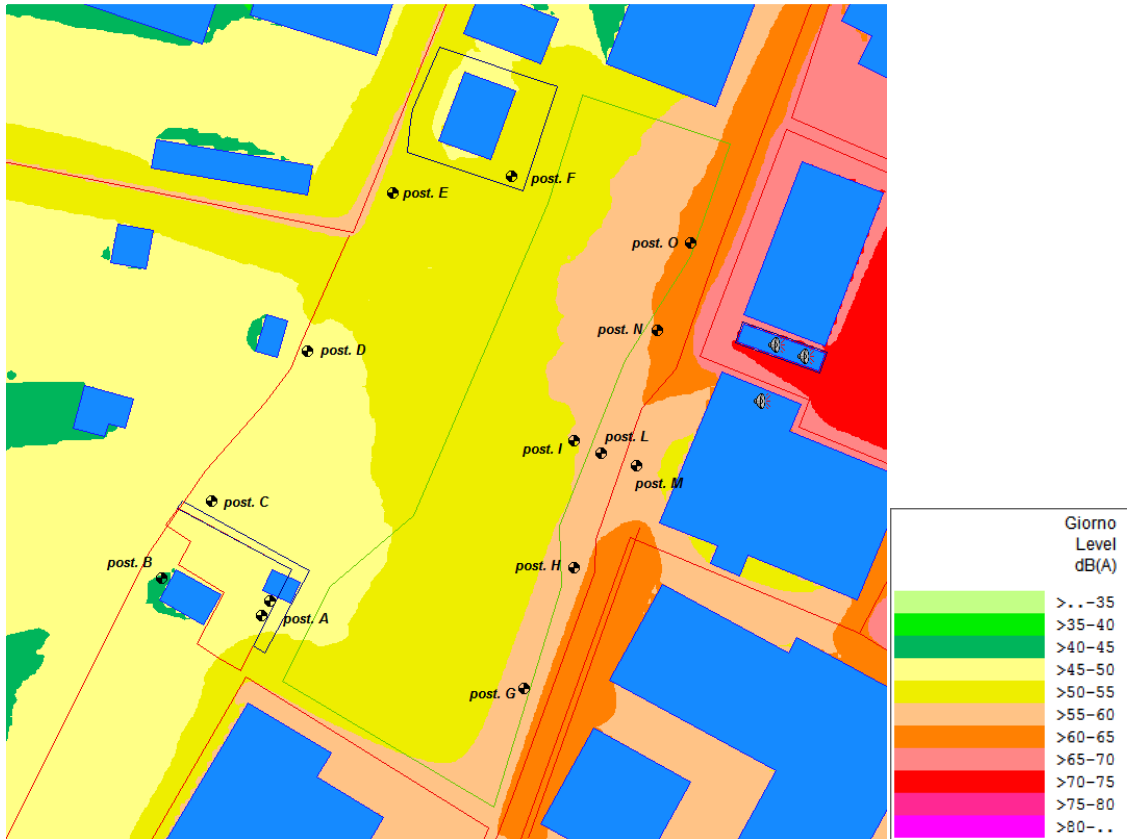 post. E
post. F
post. O
post. N
post. D
post. I
post. L
post. M
post. C
post. B
post. H
post. A
post. G
Giorno
Level
dB(A)
>..-35
>35-40
>40-45
>45-50
>50-55
>55-60
>60-65
>65-70
>70-75
>75-80
>80-..